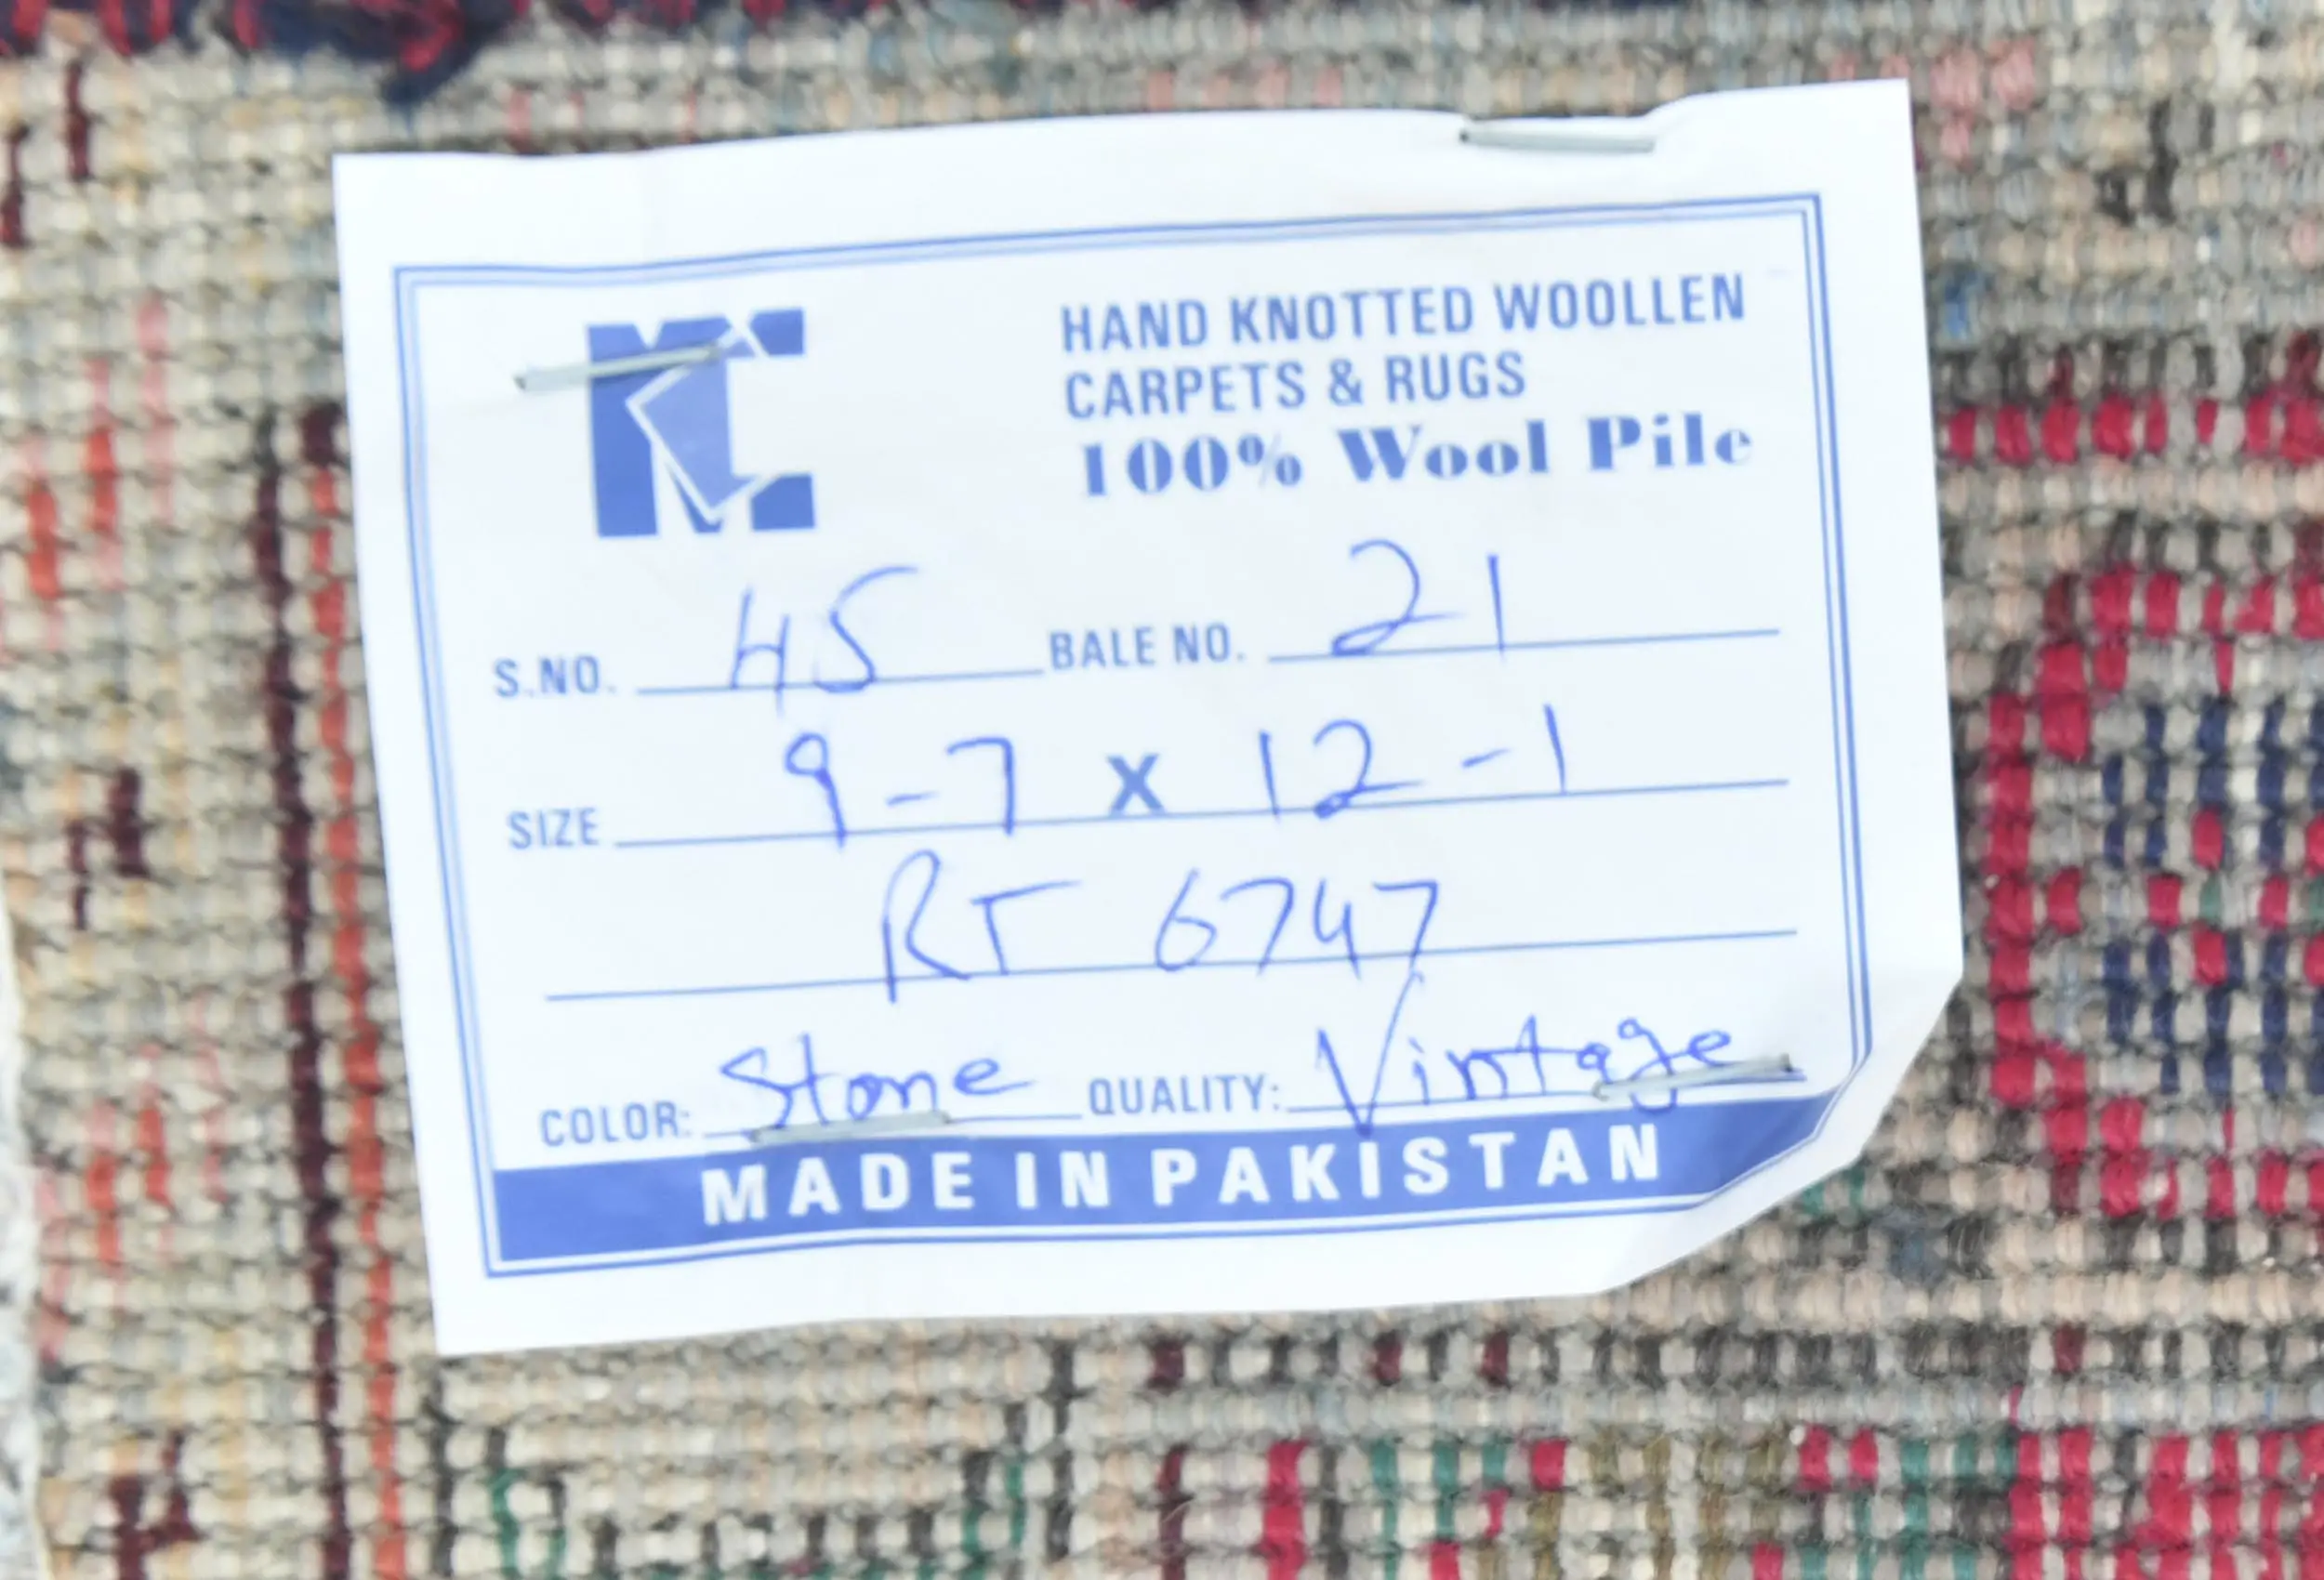 MC
HAND KNOTTED WOOLLEN
CARPETS & RUGS
100% Wool Pile
S.NO. 45 BALE NO. 21
SIZE 9-7 X 12-1
RT 6747
COLOR: Stone QUALITY: Vintage
MADE IN PAKISTAN